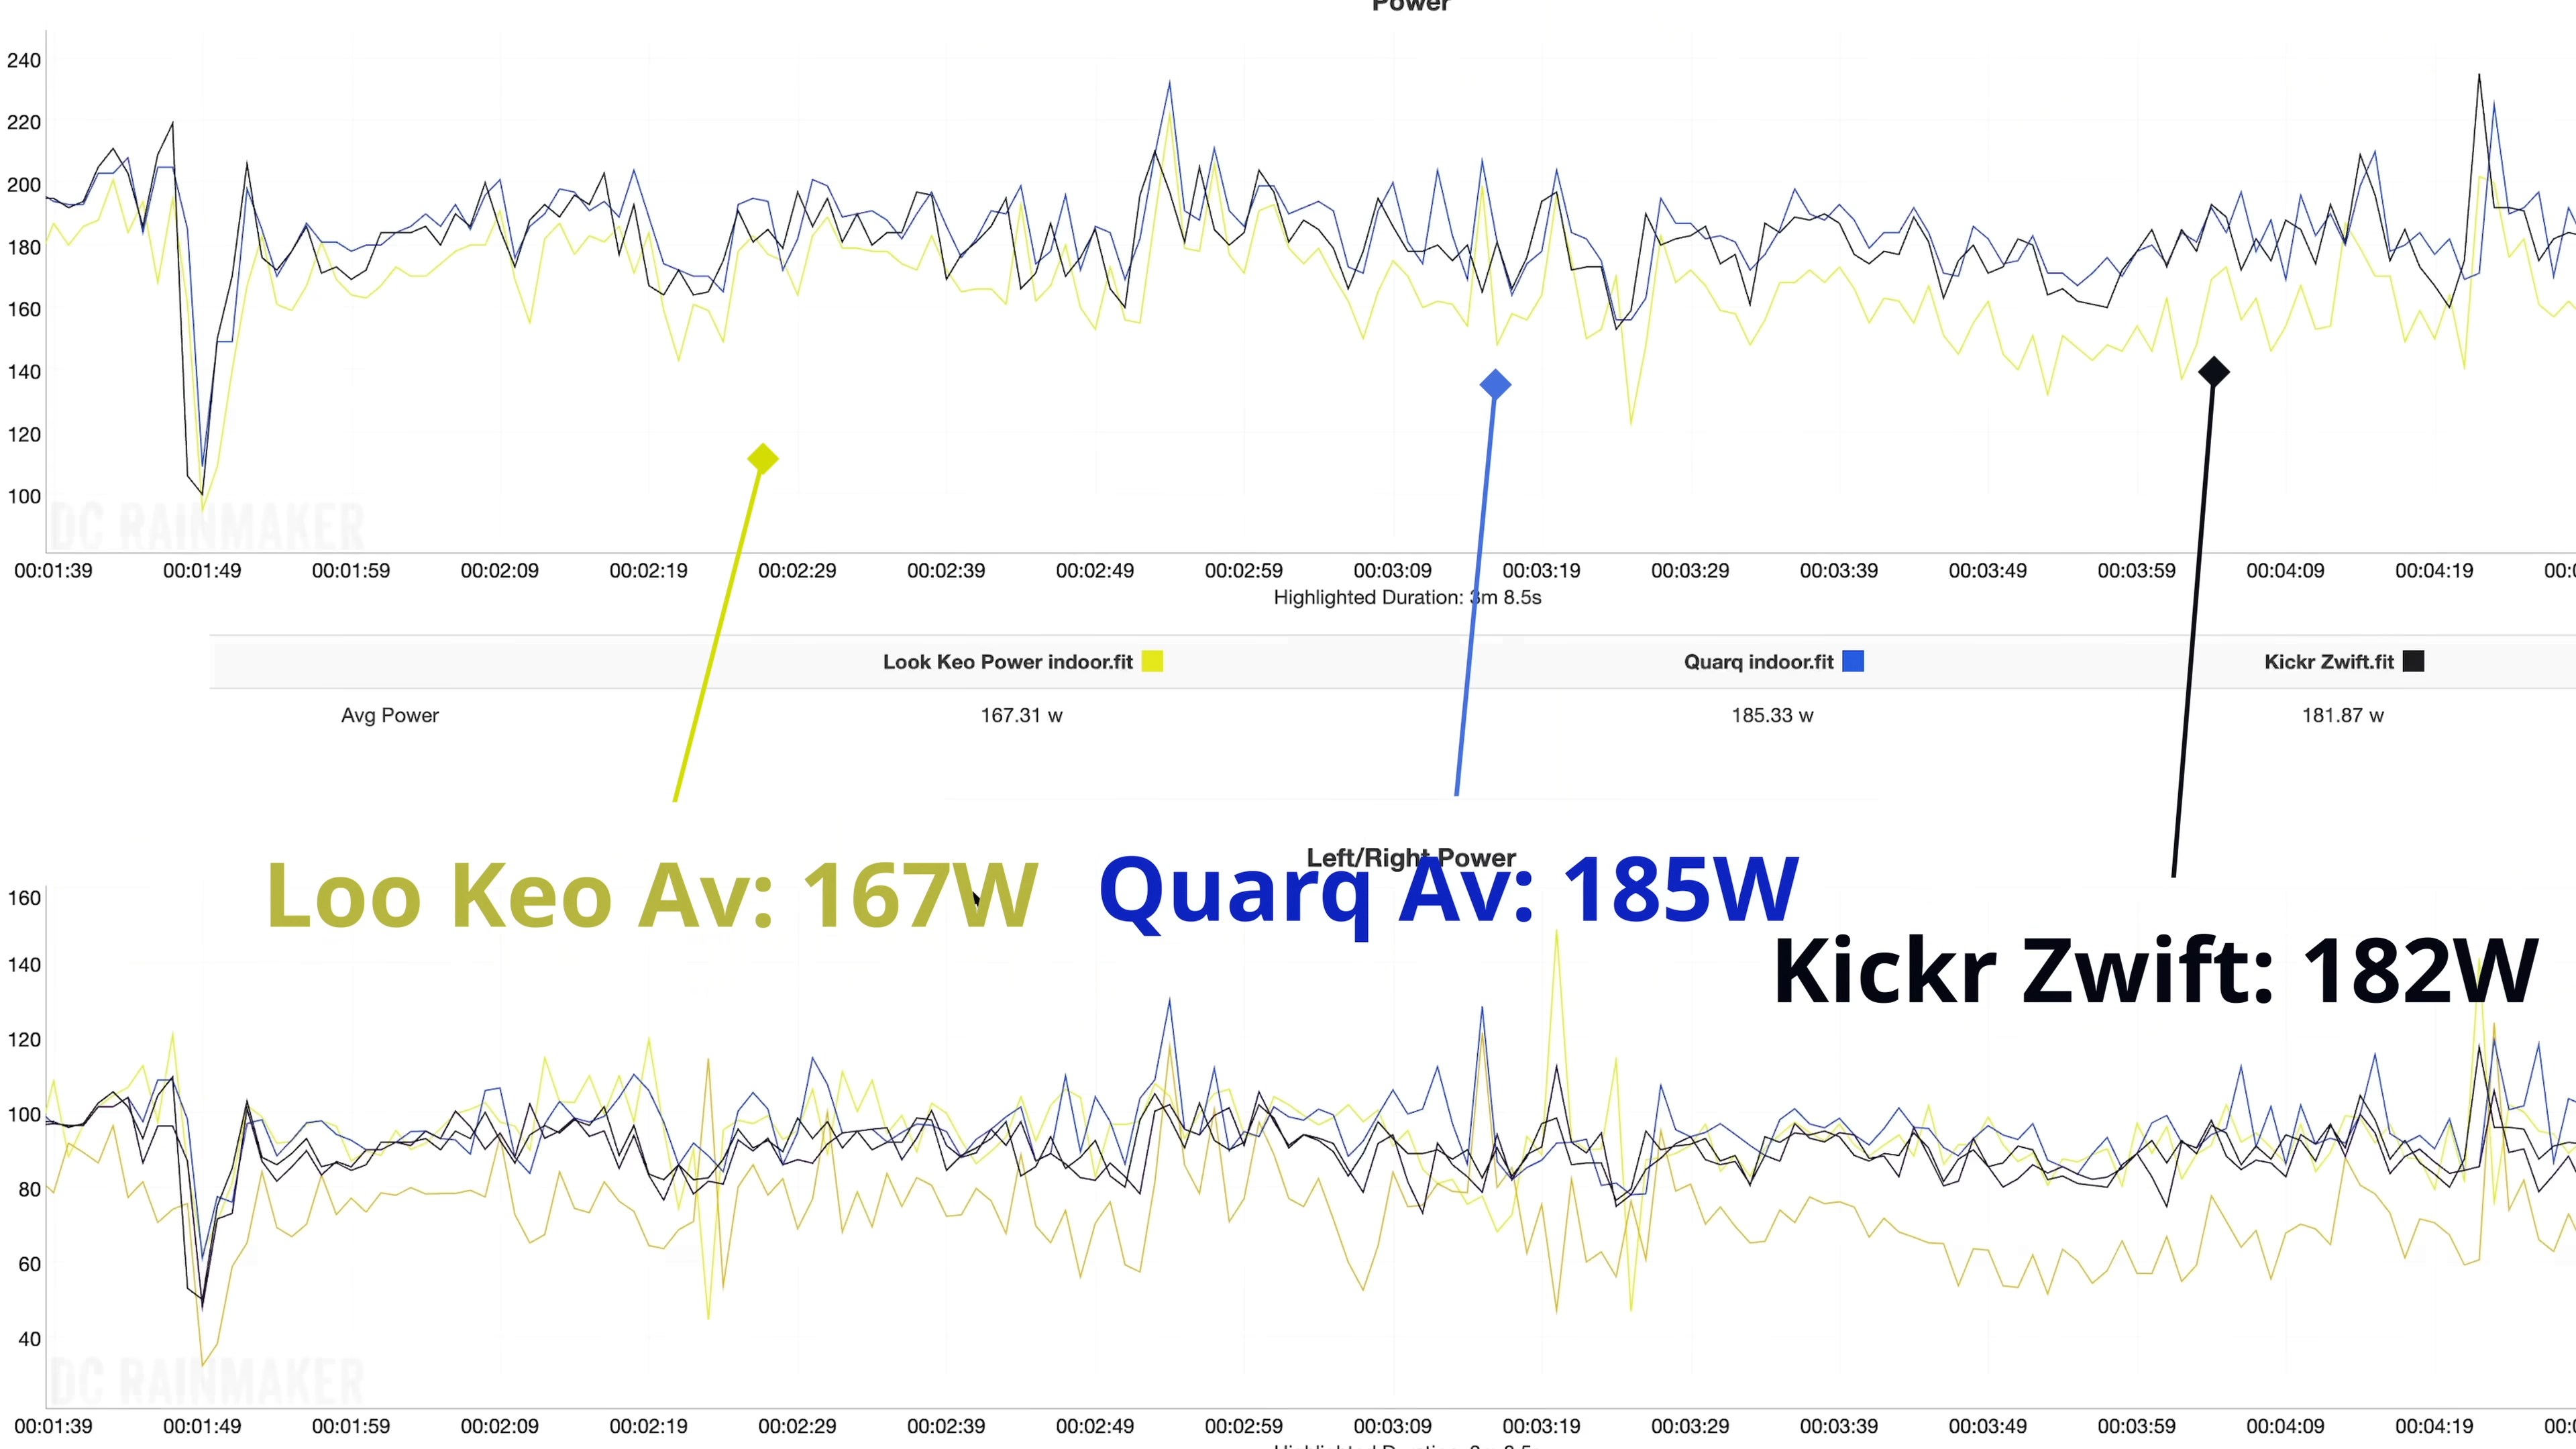 Power
240
220
200
180
160
140
120
100
DC RAINMAKER
00:01:39 00:01:49 00:01:59 00:02:09 00:02:19 00:02:29 00:02:39 00:02:49 00:02:59 00:03:09 00:03:19 00:03:29 00:03:39 00:03:49 00:03:59 00:04:09 00:04:19 00:0
Highlighted Duration: 3m 8.5s
Look Keo Power indoor.fit Quarq indoor.fit Kickr Zwift.fit
Avg Power 167.31 w 185.33 w 181.87 w
Left/Right Power
Loo Keo Av: 167W Quarq Av: 185W
Kickr Zwift: 182W
160
140
120
100
80
60
40
DC RAINMAKER
00:01:39 00:01:49 00:01:59 00:02:09 00:02:19 00:02:29 00:02:39 00:02:49 00:02:59 00:03:09 00:03:19 00:03:29 00:03:39 00:03:49 00:03:59 00:04:09 00:04:19 00:0